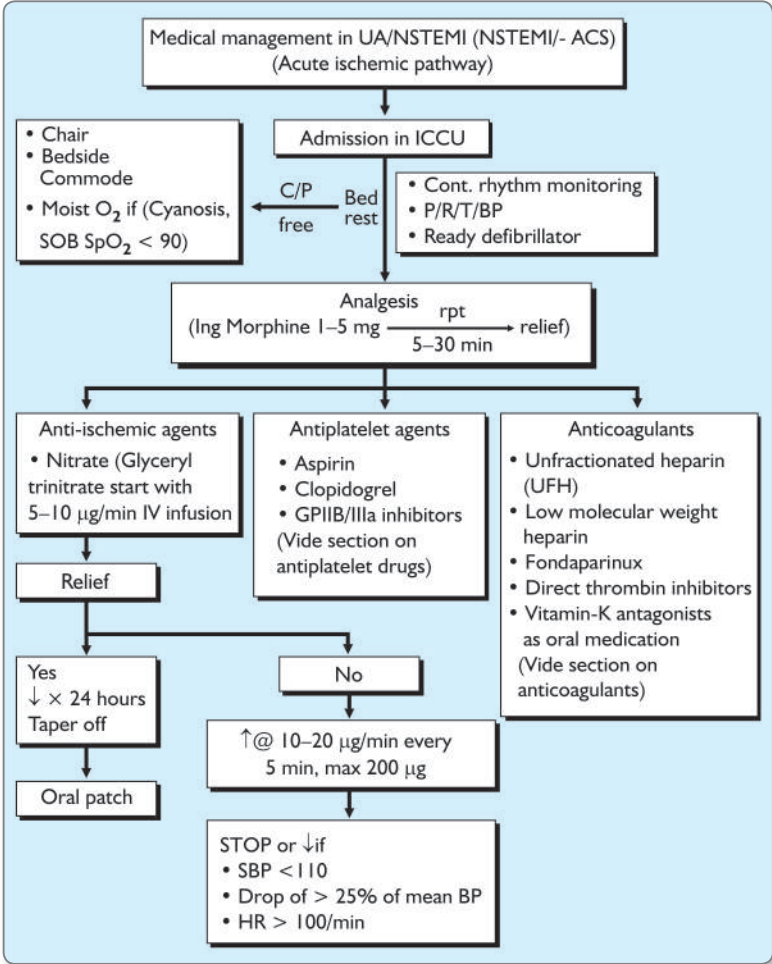 Medical management in UA/NSTEMI (NSTEMI/- ACS)
(Acute ischemic pathway)
Admission in ICCU
• Chair
• Bedside
Commode
• Moist O₂ if (Cyanosis,
SOB SpO₂ < 90)
C/P
free
Bed
rest
• Cont. rhythm monitoring
• P/R/T/BP
• Ready defibrillator
Analgesis
(Ing Morphine 1–5 mg rpt relief)
5–30 min
Anti-ischemic agents
• Nitrate (Glyceryl
trinitrate start with
5–10 μg/min IV infusion
Antiplatelet agents
• Aspirin
• Clopidogrel
• GPIIB/IIIa inhibitors
(Vide section on
antiplatelet drugs)
Anticoagulants
• Unfractionated heparin
(UFH)
• Low molecular weight
heparin
• Fondaparinux
• Direct thrombin inhibitors
• Vitamin-K antagonists
as oral medication
(Vide section on
anticoagulants)
Relief
Yes
↓ × 24 hours
Taper off
Oral patch
No
↑@ 10–20 μg/min every
5 min, max 200 μg
STOP or ↓if
• SBP <110
• Drop of > 25% of mean BP
• HR > 100/min